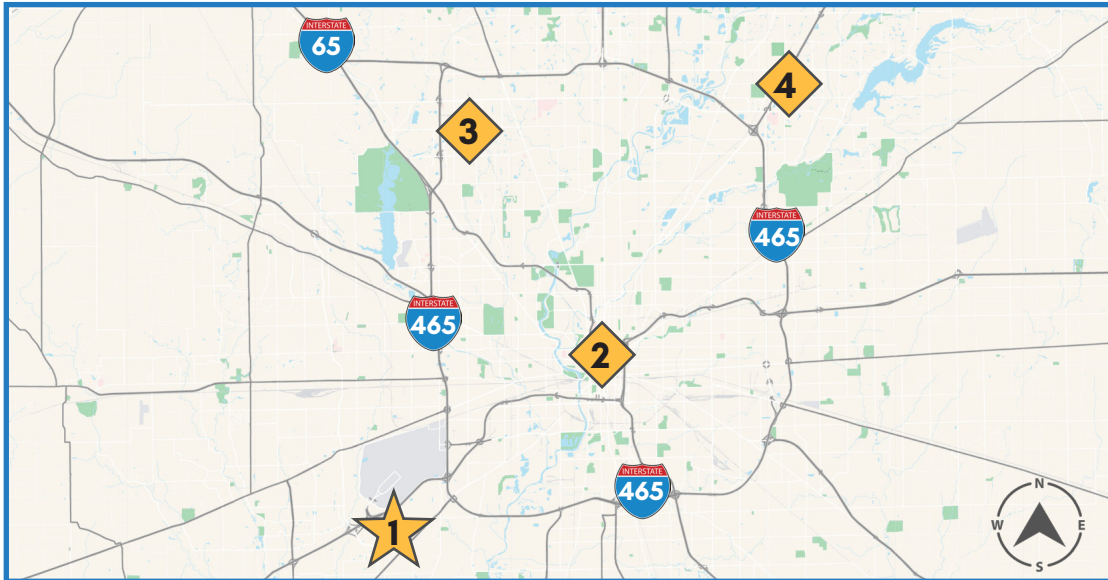 INTERSTATE
65
4
3
INTERSTATE
465
INTERSTATE
465
2
INTERSTATE
465
1
N
W E
S